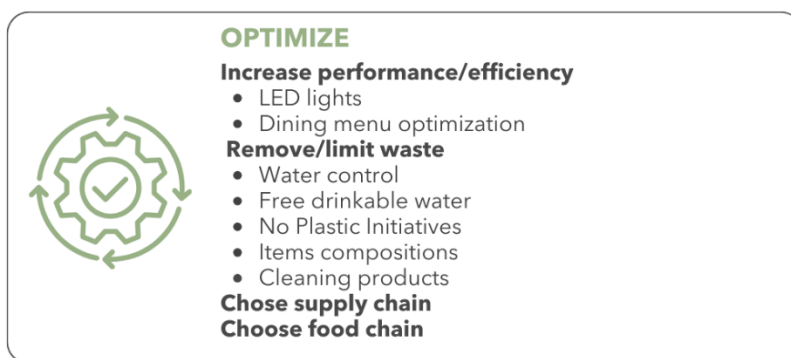 OPTIMIZE
Increase performance/efficiency
• LED lights
• Dining menu optimization
Remove/limit waste
• Water control
• Free drinkable water
• No Plastic Initiatives
• Items compositions
• Cleaning products
Chose supply chain
Choose food chain